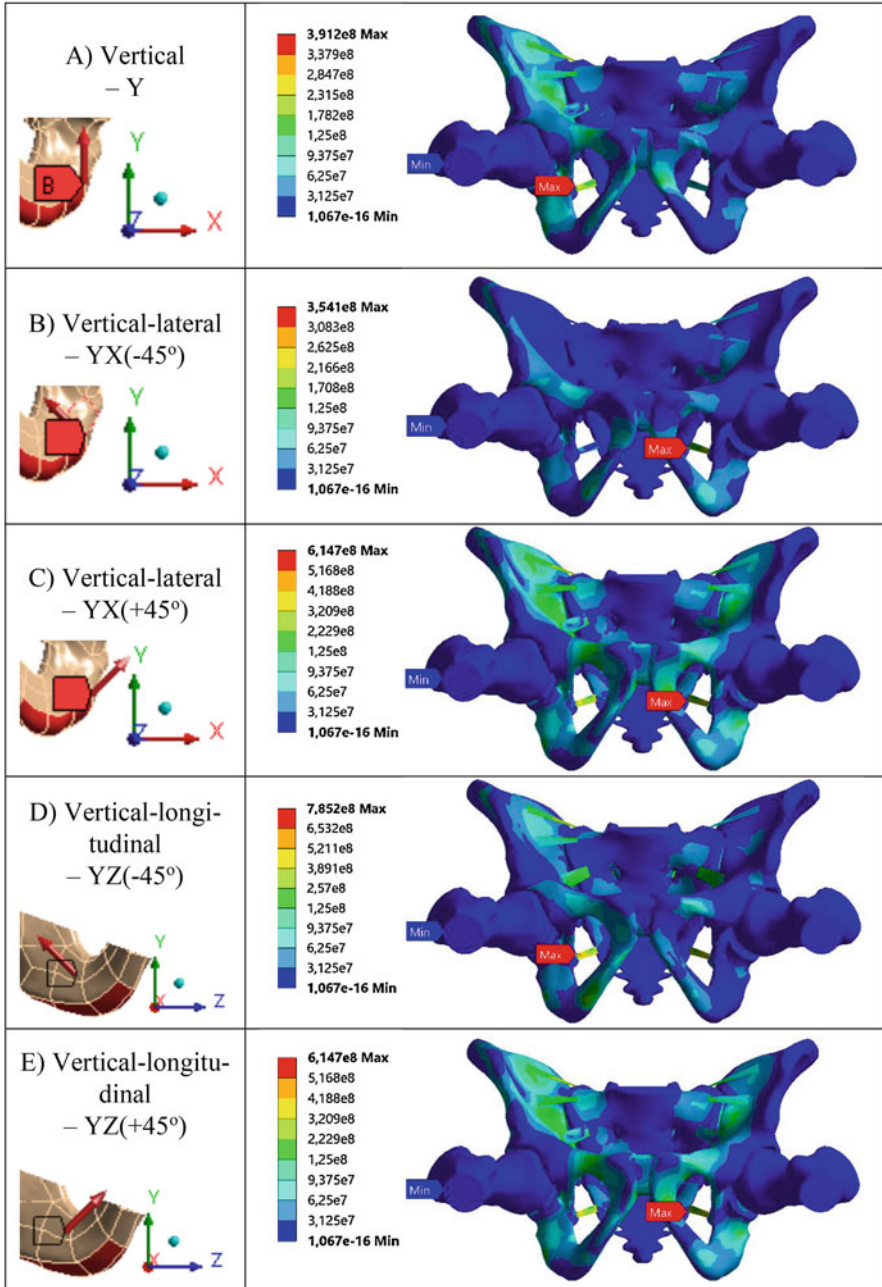 A) Vertical
– Y
B
Y
Z
X
3,912e8 Max
3,379e8
2,847e8
2,315e8
1,782e8
1,25e8
9,375e7
6,25e7
3,125e7
1,067e-16 Min
Min
Max
B) Vertical-lateral
– YX(-45º)
Y
Z
X
3,541e8 Max
3,083e8
2,625e8
2,166e8
1,708e8
1,25e8
9,375e7
6,25e7
3,125e7
1,067e-16 Min
Min
Max
C) Vertical-lateral
– YX(+45º)
Y
Z
X
6,147e8 Max
5,168e8
4,188e8
3,209e8
2,229e8
1,25e8
9,375e7
6,25e7
3,125e7
1,067e-16 Min
Min
Max
D) Vertical-longi-
tudinal
– YZ(-45º)
Y
X
Z
7,852e8 Max
6,532e8
5,211e8
3,891e8
2,57e8
1,25e8
9,375e7
6,25e7
3,125e7
1,067e-16 Min
Min
Max
E) Vertical-longitu-
dinal
– YZ(+45º)
Y
X
Z
6,147e8 Max
5,168e8
4,188e8
3,209e8
2,229e8
1,25e8
9,375e7
6,25e7
3,125e7
1,067e-16 Min
Min
Max